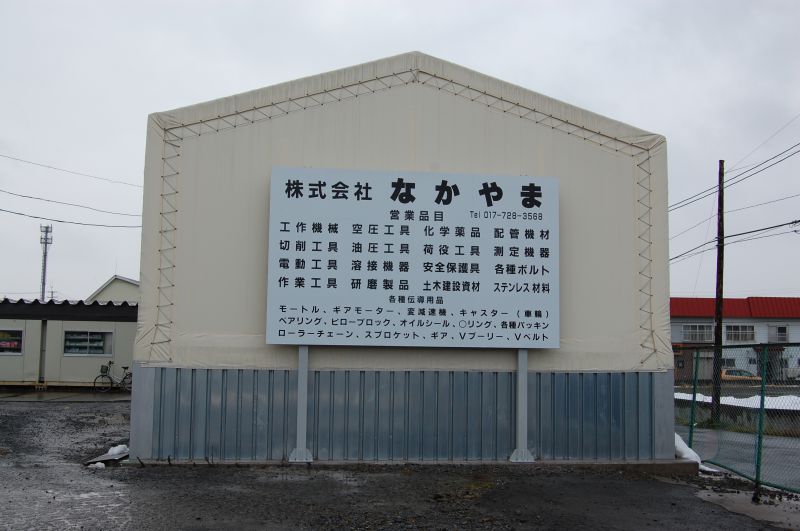 株式会社 なかやま
営業品目 Tel 017-728-3568
工作機械 空圧工具 化学薬品 配管機材
切削工具 油圧工具 荷役工具 測定機器
電動工具 溶接機器 安全保護具 各種ボルト
作業工具 研磨製品 土木建設資材 ステンレス材料
各種伝導用品
モートル、ギアモーター、変減速機、キャスター（車輪）
ベアリング、ピローブロック、オイルシール、○リング、各種パッキン
ローラーチェーン、スプロケット、ギア、Vプーリー、Vベルト